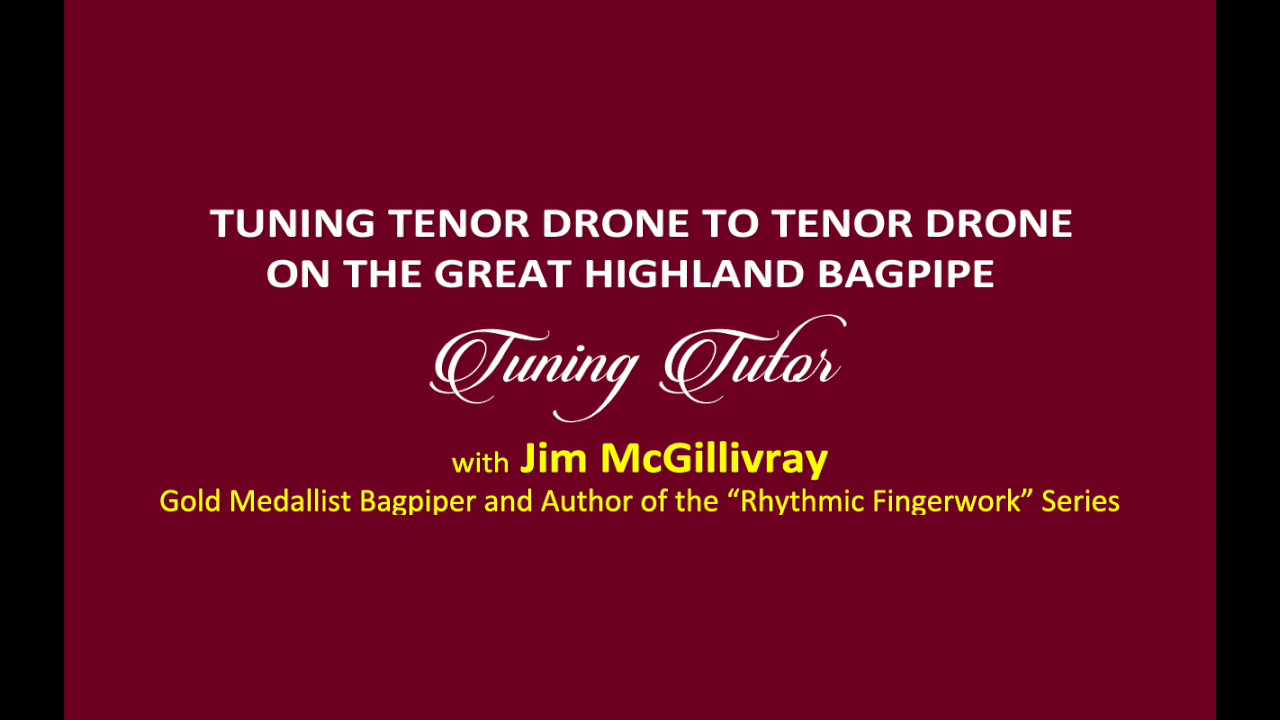 TUNING TENOR DRONE TO TENOR DRONE
ON THE GREAT HIGHLAND BAGPIPE
Tuning Tutor
with Jim McGillivray
Gold Medallist Bagpiper and Author of the “Rhythmic Fingerwork” Series